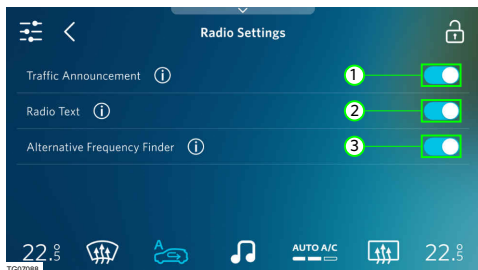 Radio Settings
Traffic Announcement i 1
Radio Text i 2
Alternative Frequency Finder i 3
22.5° A AUTO A/C 22.5°
TG07088